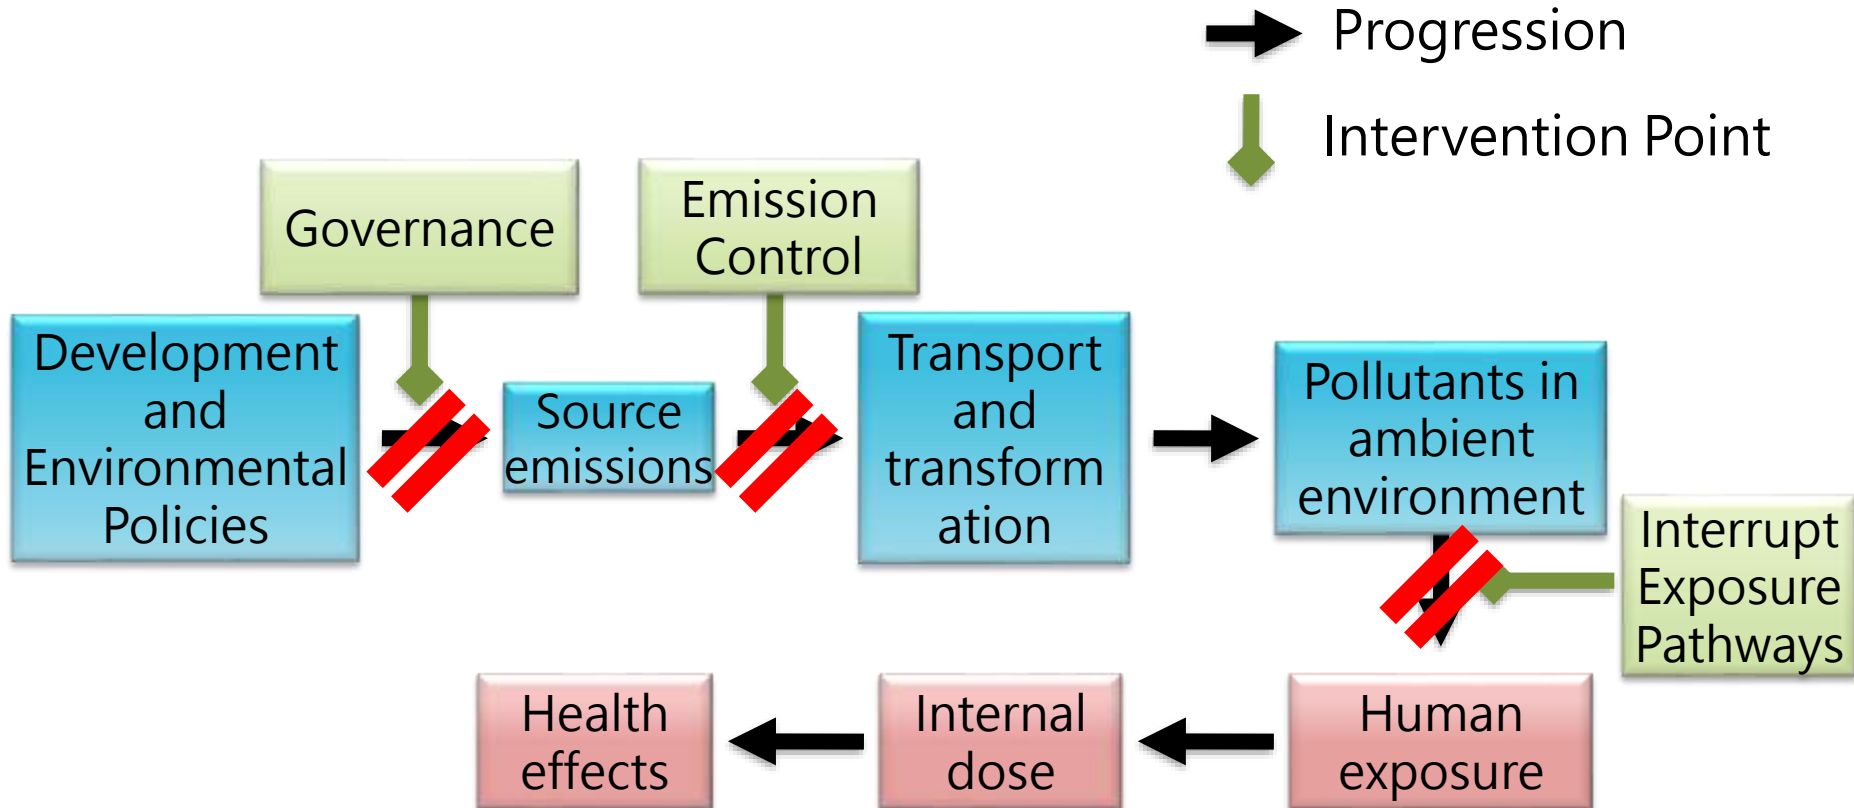 Progression
Intervention Point
Governance
Emission
Control
Development
and
Environmental
Policies
Source
emissions
Transport
and
transform
ation
Pollutants in
ambient
environment
Interrupt
Exposure
Pathways
Health
effects
Internal
dose
Human
exposure